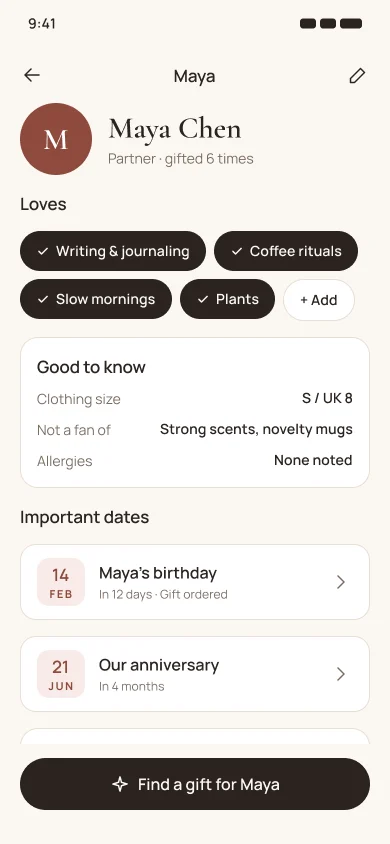 9:41
Maya
M
Maya Chen
Partner · gifted 6 times
Loves
Writing & journaling
Coffee rituals
Slow mornings
Plants
+ Add
Good to know
Clothing size
S / UK 8
Not a fan of
Strong scents, novelty mugs
Allergies
None noted
Important dates
14
FEB
Maya's birthday
In 12 days · Gift ordered
21
JUN
Our anniversary
In 4 months
Find a gift for Maya